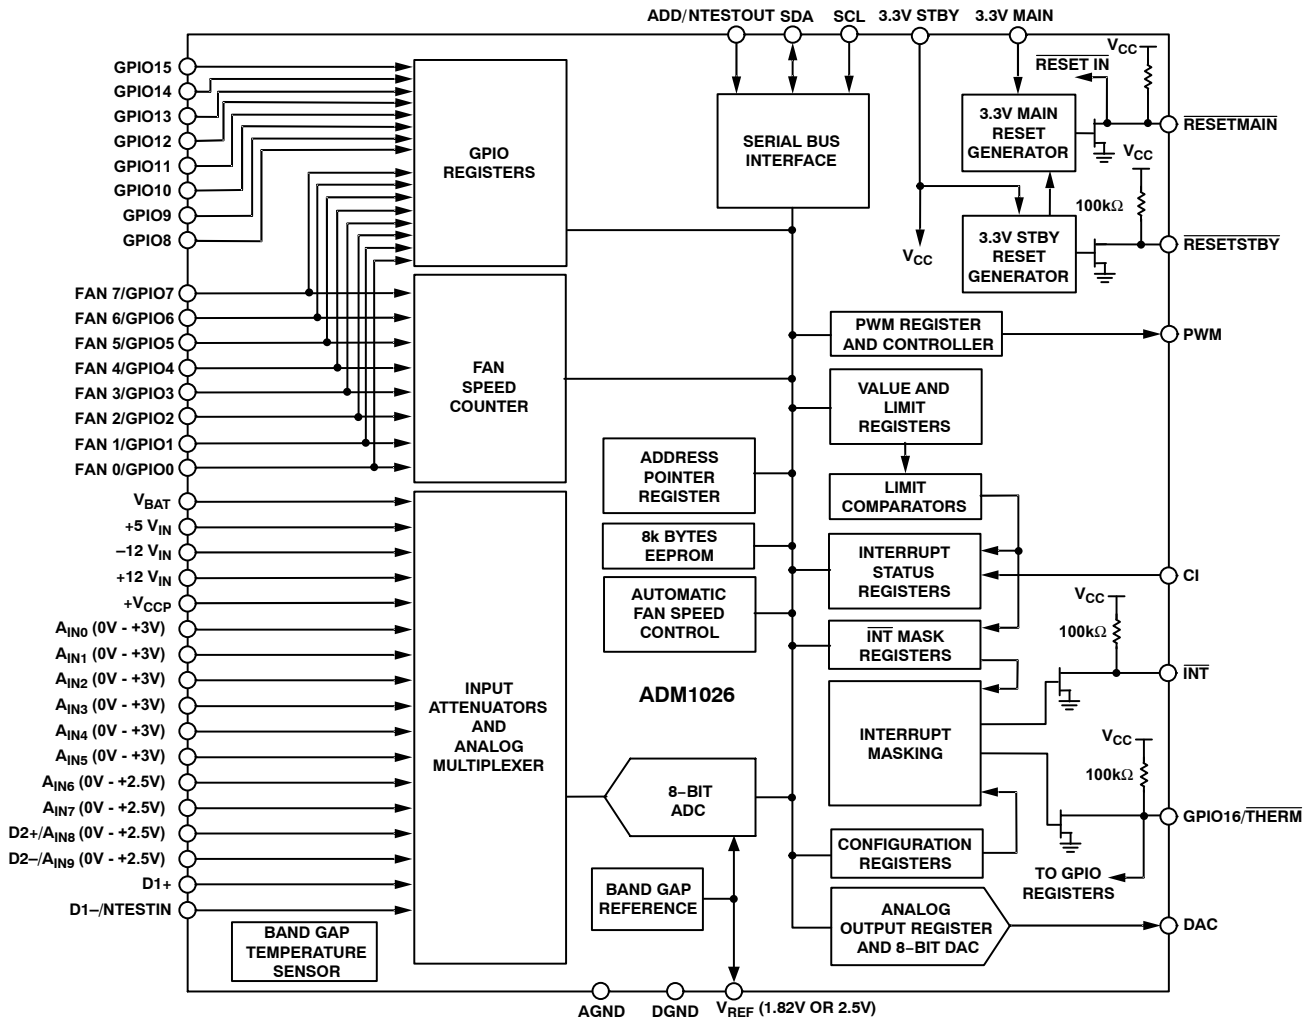 ADD/NTESTOUT SDA SCL 3.3V STBY 3.3V MAIN
GPIO15
GPIO14
GPIO13
GPIO12
GPIO11
GPIO10
GPIO9
GPIO8
FAN 7/GPIO7
FAN 6/GPIO6
FAN 5/GPIO5
FAN 4/GPIO4
FAN 3/GPIO3
FAN 2/GPIO2
FAN 1/GPIO1
FAN 0/GPIO0
VBAT
+5 VIN
–12 VIN
+12 VIN
+VCCP
AIN0 (0V - +3V)
AIN1 (0V - +3V)
AIN2 (0V - +3V)
AIN3 (0V - +3V)
AIN4 (0V - +3V)
AIN5 (0V - +3V)
AIN6 (0V - +2.5V)
AIN7 (0V - +2.5V)
D2+/AIN8 (0V - +2.5V)
D2–/AIN9 (0V - +2.5V)
D1+
D1–/NTESTIN
GPIO
REGISTERS
FAN
SPEED
COUNTER
INPUT
ATTENUATORS
AND
ANALOG
MULTIPLEXER
BAND GAP
TEMPERATURE
SENSOR
SERIAL BUS
INTERFACE
ADDRESS
POINTER
REGISTER
8k BYTES
EEPROM
AUTOMATIC
FAN SPEED
CONTROL
ADM1026
8–BIT
ADC
BAND GAP
REFERENCE
VCC
RESET IN
3.3V MAIN
RESET
GENERATOR
RESETMAIN
VCC
100kΩ
3.3V STBY
RESET
GENERATOR
VCC
RESETSTBY
PWM REGISTER
AND CONTROLLER
PWM
VALUE AND
LIMIT
REGISTERS
LIMIT
COMPARATORS
INTERRUPT
STATUS
REGISTERS
CI
INT MASK
REGISTERS
VCC
100kΩ
INT
INTERRUPT
MASKING
VCC
100kΩ
GPIO16/THERM
CONFIGURATION
REGISTERS
TO GPIO
REGISTERS
ANALOG
OUTPUT REGISTER
AND 8–BIT DAC
DAC
AGND DGND VREF (1.82V OR 2.5V)